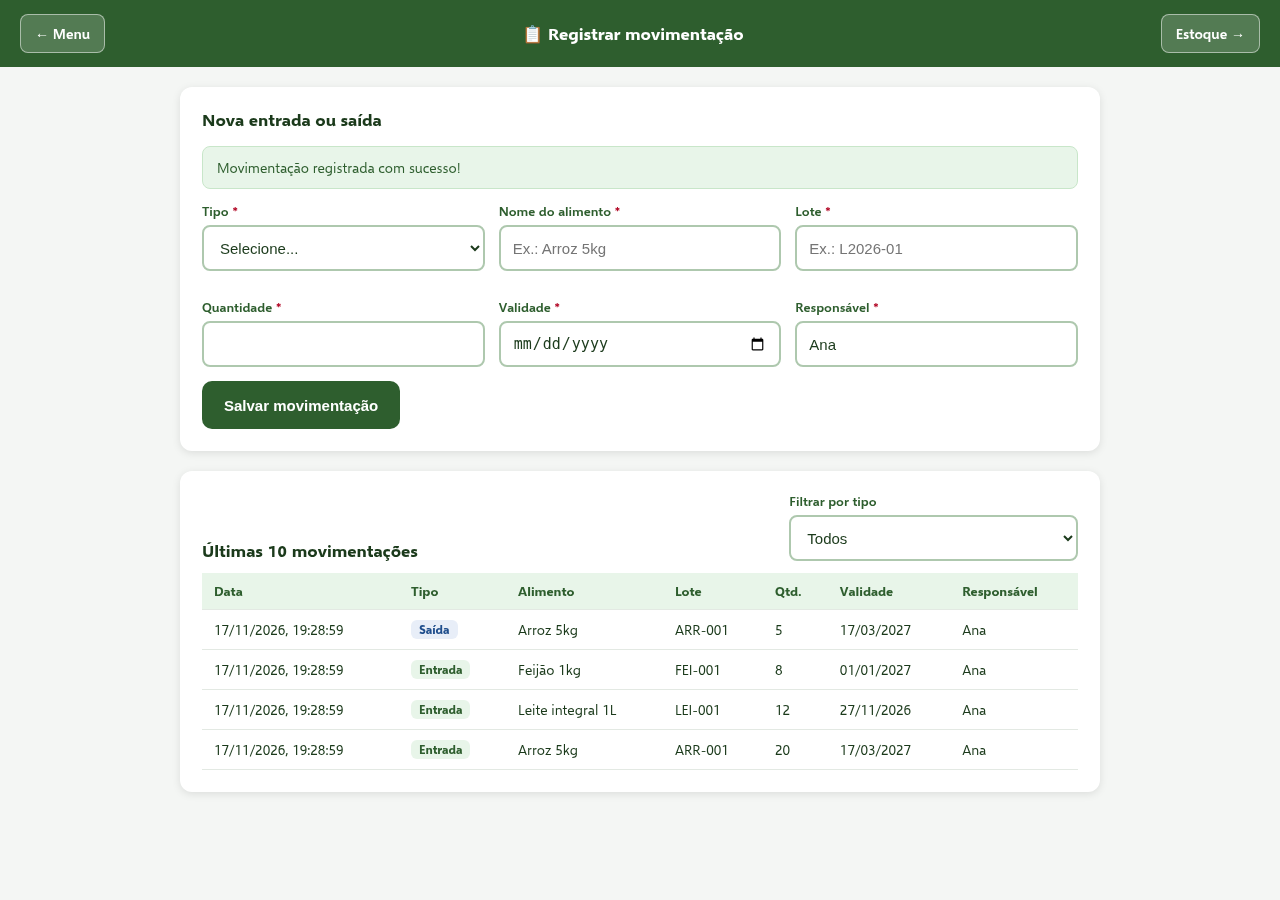 ← Menu
📋 Registrar movimentação
Estoque →
Nova entrada ou saída
Movimentação registrada com sucesso!
Tipo * Nome do alimento * Lote *
Selecione... Ex.: Arroz 5kg Ex.: L2026-01
Quantidade * Validade * Responsável *
mm/dd/yyyy Ana
Salvar movimentação
Filtrar por tipo
Todos
Últimas 10 movimentações
Data Tipo Alimento Lote Qtd. Validade Responsável
17/11/2026, 19:28:59 Saída Arroz 5kg ARR-001 5 17/03/2027 Ana
17/11/2026, 19:28:59 Entrada Feijão 1kg FEI-001 8 01/01/2027 Ana
17/11/2026, 19:28:59 Entrada Leite integral 1L LEI-001 12 27/11/2026 Ana
17/11/2026, 19:28:59 Entrada Arroz 5kg ARR-001 20 17/03/2027 Ana